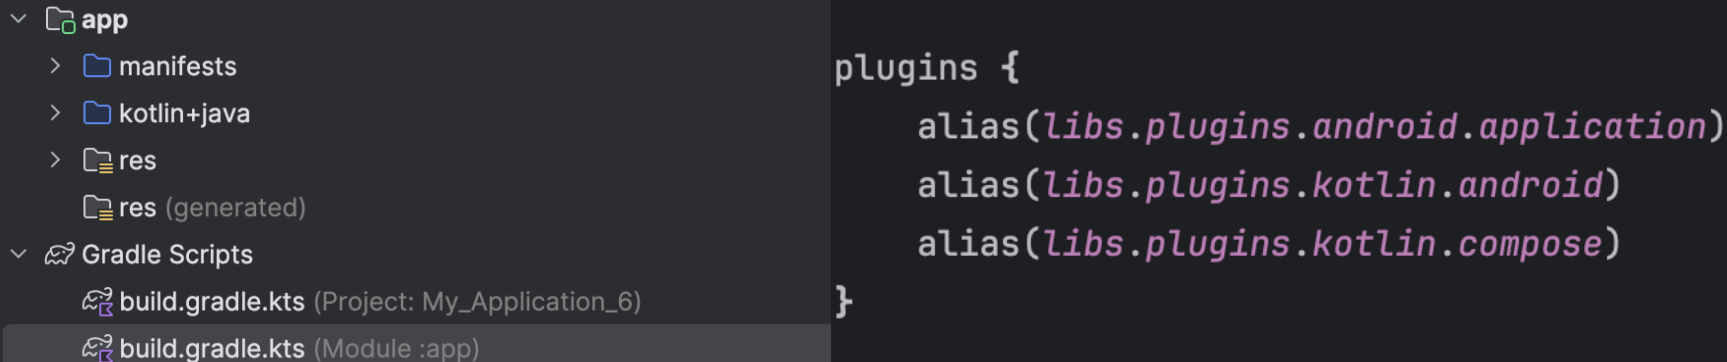 app
manifests
kotlin+java
res
res (generated)
Gradle Scripts
build.gradle.kts (Project: My_Application_6)
build.gradle.kts (Module :app)
plugins {
    alias(libs.plugins.android.application)
    alias(libs.plugins.kotlin.android)
    alias(libs.plugins.kotlin.compose)
}